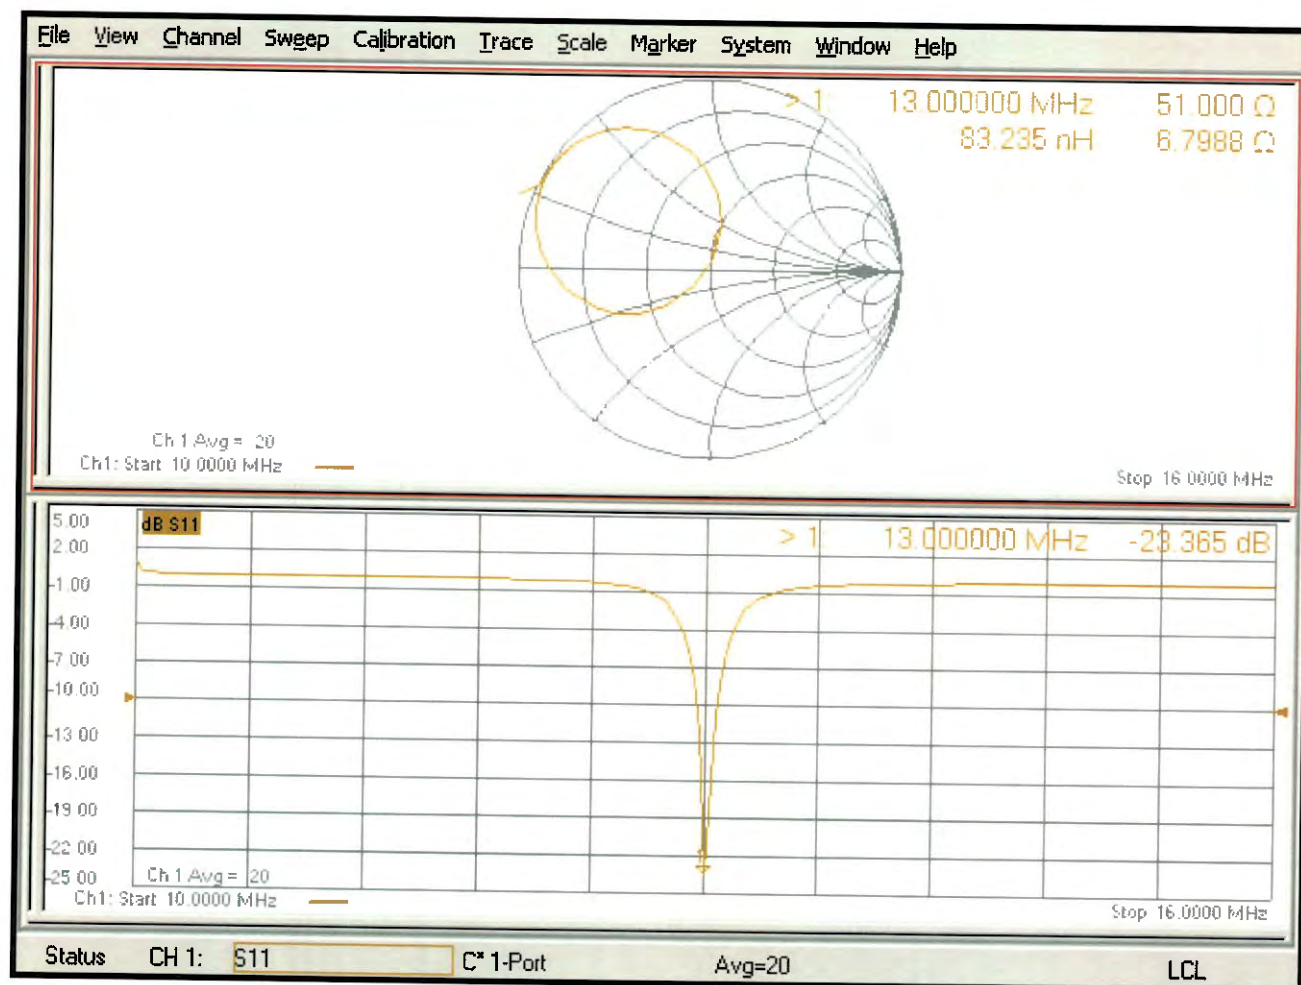 File View Channel Sweep Calibration Trace Scale Marker System Window Help
> 1: 13.000000 MHz 51.000 Ω
83.235 nH 6.7988 Ω
Ch 1 Avg = 20
Ch1: Start 10.0000 MHz
Stop 16.0000 MHz
5.00
dB S11
> 1: 13.000000 MHz -23.365 dB
2.00
-1.00
-4.00
-7.00
-10.00
-13.00
-16.00
-19.00
-22.00
-25.00
Ch 1 Avg = 20
Ch1: Start 10.0000 MHz
Stop 16.0000 MHz
Status CH 1: S11 C* 1-Port Avg=20 LCL